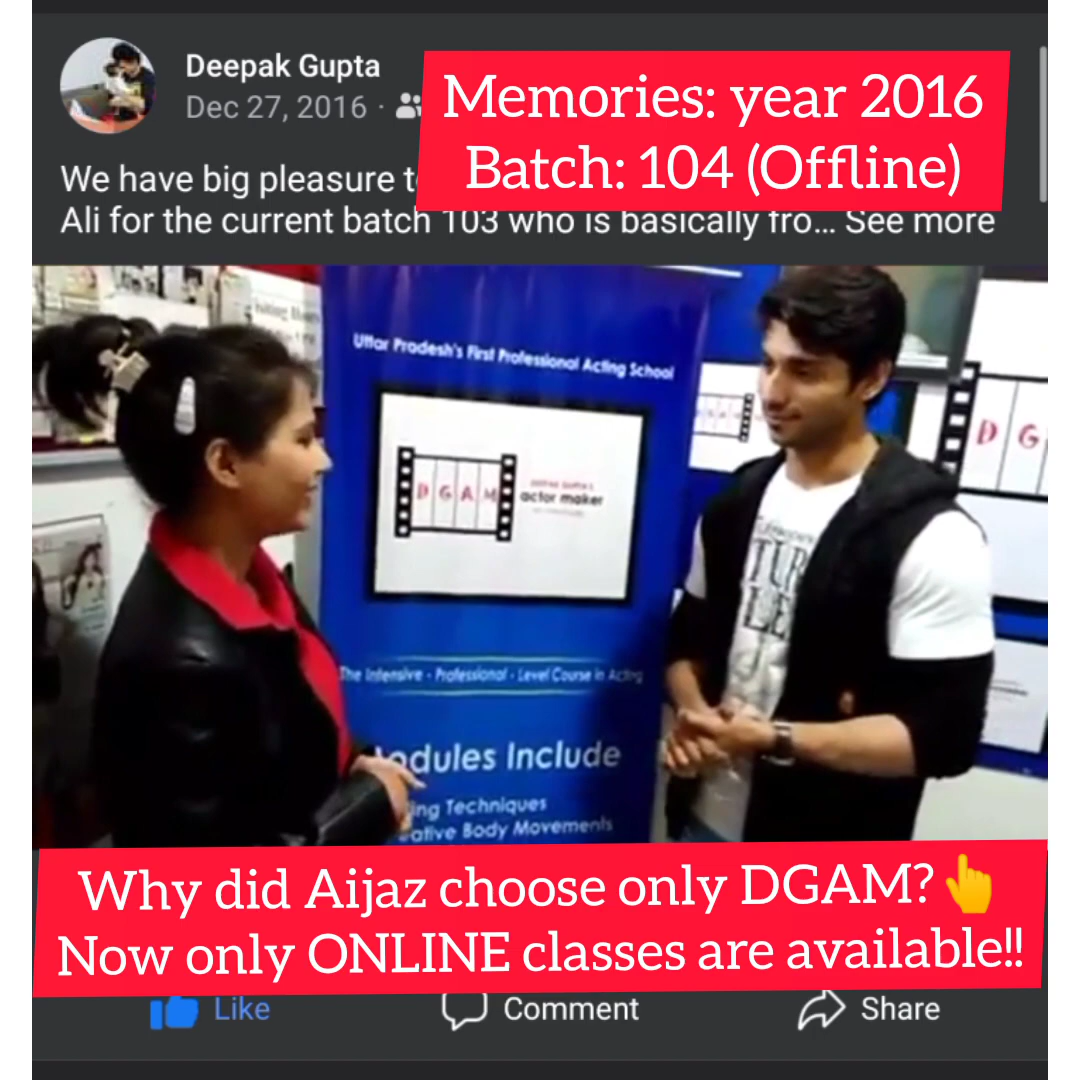 Deepak Gupta
Dec 27, 2016 ·
Memories: year 2016
Batch: 104 (Offline)
We have big pleasure
Ali for the current batch 103 who is basically fro... See more
Uttar Pradesh's First Professional Acting School
DGAM
actor maker
D G
The Intensive - Professional - Level Course in Acting
Modules Include
ing Techniques
ative Body Movements
Why did Aijaz choose only DGAM?👆
Now only ONLINE classes are available!!
Like
Comment
Share